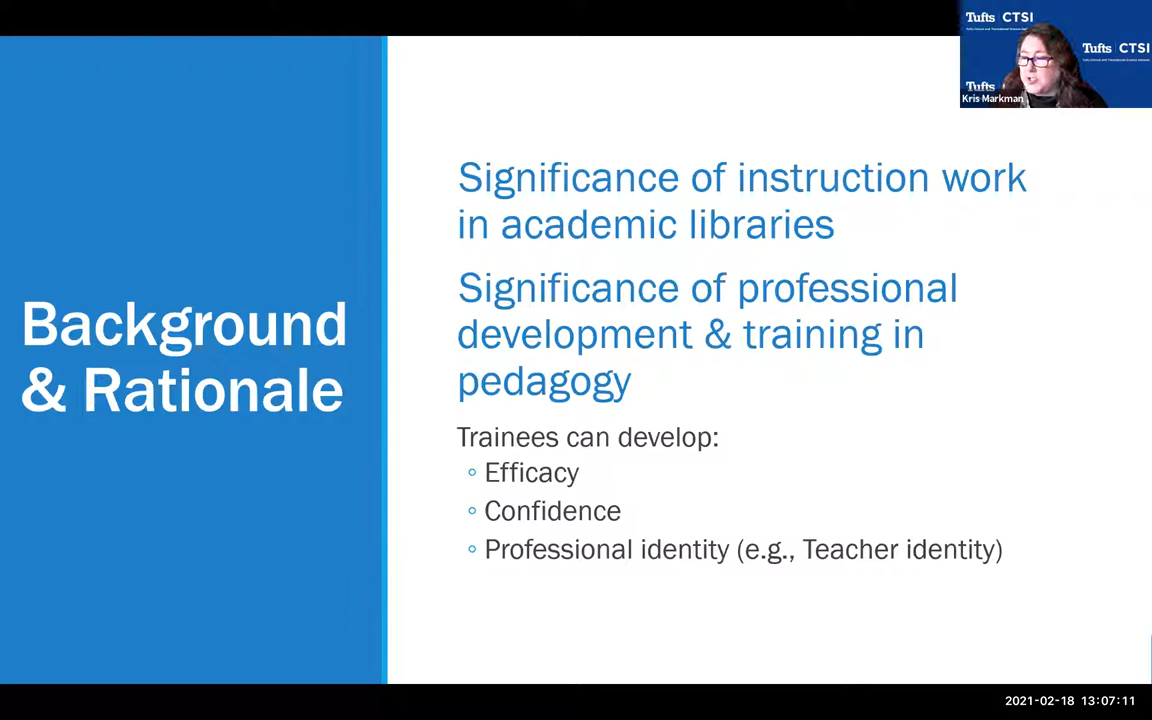 Tufts CTSI
Tufts CTSI
Tufts
Kris Markman
Background
& Rationale
Significance of instruction work
in academic libraries
Significance of professional
development & training in
pedagogy
Trainees can develop:
◦ Efficacy
◦ Confidence
◦ Professional identity (e.g., Teacher identity)
2021-02-18 13:07:11